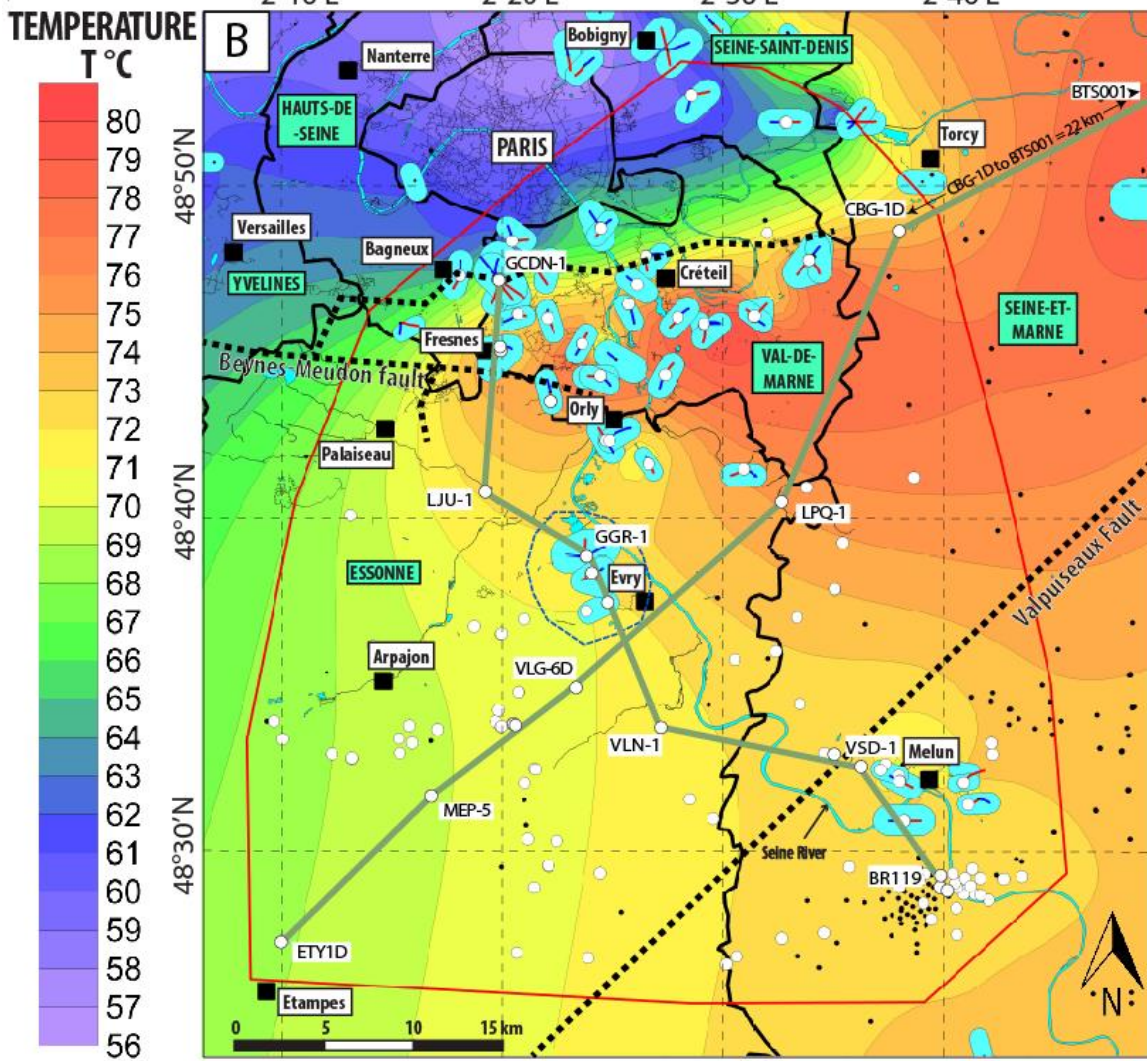 2°20'E
2°40'E
TEMPERATURE
T °C
80
79
78
77
76
75
74
73
72
71
70
69
68
67
66
65
64
63
62
61
60
59
58
57
56
B
48°50'N
48°40'N
48°30'N
Nanterre
Bobigny
SEINE-SAINT-DENIS
HAUTS-DE
-SEINE
PARIS
BTS001
Torcy
CBG-1D to BTS001 = 22 km
CBG-1D
Versailles
Bagneux
GCDN-1
Créteil
YVELINES
SEINE-ET-
MARNE
Fresnes
Beynes-Meudon fault
VAL-DE-
MARNE
Orly
Palaiseau
LJU-1
LPQ-1
GGR-1
ESSONNE
Evry
Valpuiseaux Fault
Arpajon
VLG-6D
VLN-1
VSD-1
Melun
MEP-5
Seine River
BR119
ETY1D
Etampes
0 5 10 15 km
N